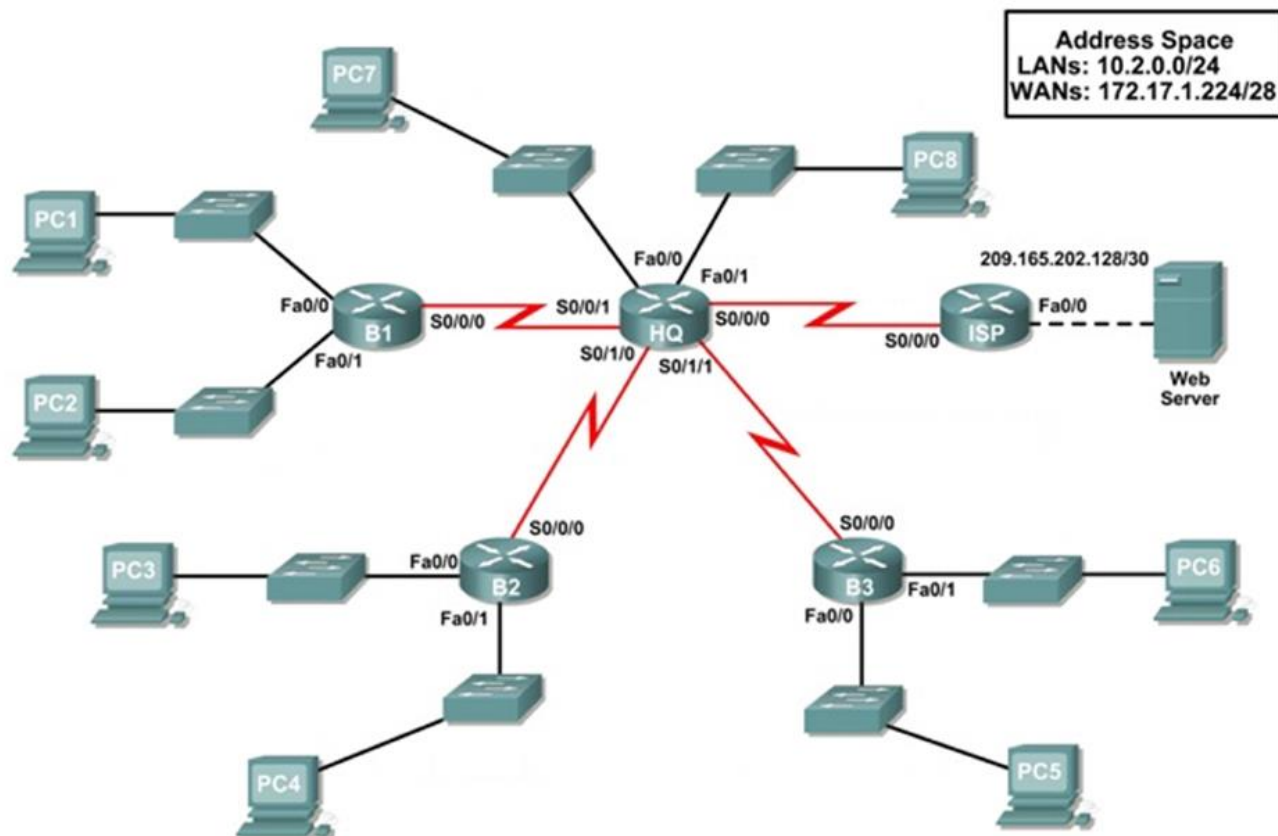 Address Space
LANs: 10.2.0.0/24
WANs: 172.17.1.224/28
PC7
PC8
PC1
Fa0/0
Fa0/1
209.165.202.128/30
Fa0/0
Fa0/0
S0/0/0
S0/0/1
S0/0/0
B1
HQ
ISP
S0/0/0
Fa0/1
S0/1/0
S0/1/1
Web
Server
PC2
S0/0/0
S0/0/0
PC3
Fa0/0
B2
B3
Fa0/1
PC6
Fa0/1
Fa0/0
PC4
PC5